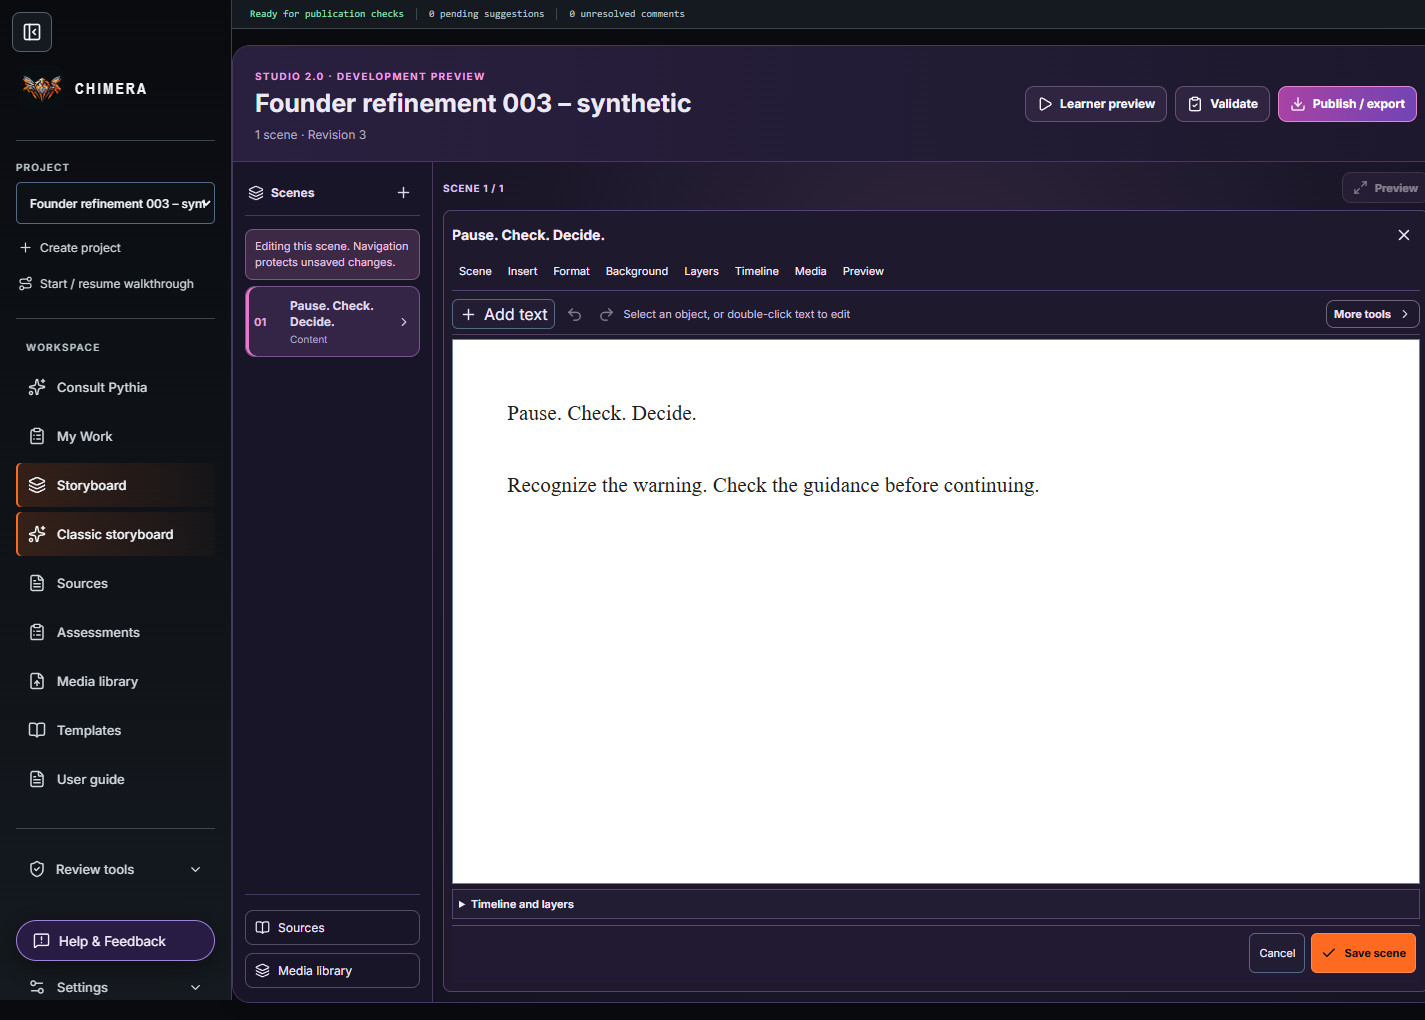 Ready for publication checks
0 pending suggestions
0 unresolved comments
CHIMERA
PROJECT
Founder refinement 003 – synt
Create project
Start / resume walkthrough
WORKSPACE
Consult Pythia
My Work
Storyboard
Classic storyboard
Sources
Assessments
Media library
Templates
User guide
Review tools
Help & Feedback
Settings
STUDIO 2.0 · DEVELOPMENT PREVIEW
Founder refinement 003 – synthetic
1 scene · Revision 3
Learner preview
Validate
Publish / export
Scenes
Editing this scene. Navigation
protects unsaved changes.
01
Pause. Check.
Decide.
Content
Sources
Media library
SCENE 1 / 1
Preview
Pause. Check. Decide.
Scene Insert Format Background Layers Timeline Media Preview
Add text
Select an object, or double-click text to edit
More tools
Pause. Check. Decide.
Recognize the warning. Check the guidance before continuing.
Timeline and layers
Cancel
Save scene